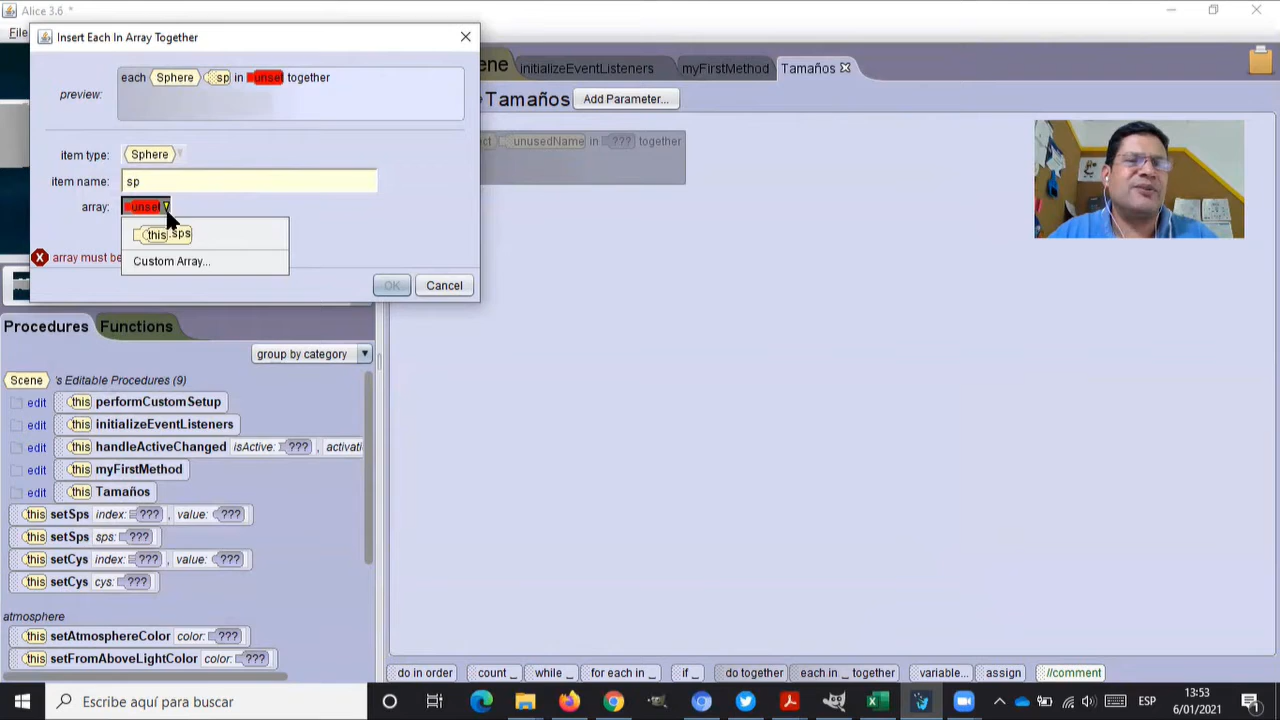 Alice 3.6 *
File
Insert Each In Array Together
each Sphere sp in unset together
preview:
item type: Sphere
item name: sp
array: unset
this .sps
Custom Array...
array must be
OK Cancel
ene initializeEventListeners myFirstMethod Tamaños
Tamaños Add Parameter...
ct unusedName in ??? together
Procedures Functions
group by category
Scene 's Editable Procedures (9)
edit this performCustomSetup
edit this initializeEventListeners
edit this handleActiveChanged isActive: ??? , activati
edit this myFirstMethod
edit this Tamaños
this setSps index: ??? , value: ???
this setSps sps: ???
this setCys index: ??? , value: ???
this setCys cys: ???
atmosphere
this setAtmosphereColor color: ???
this setFromAboveLightColor color: ???
do in order count _ while _ for each in _ if _ do together each in _ together variable... assign //comment
Escribe aquí para buscar
ESP
13:53
6/01/2021